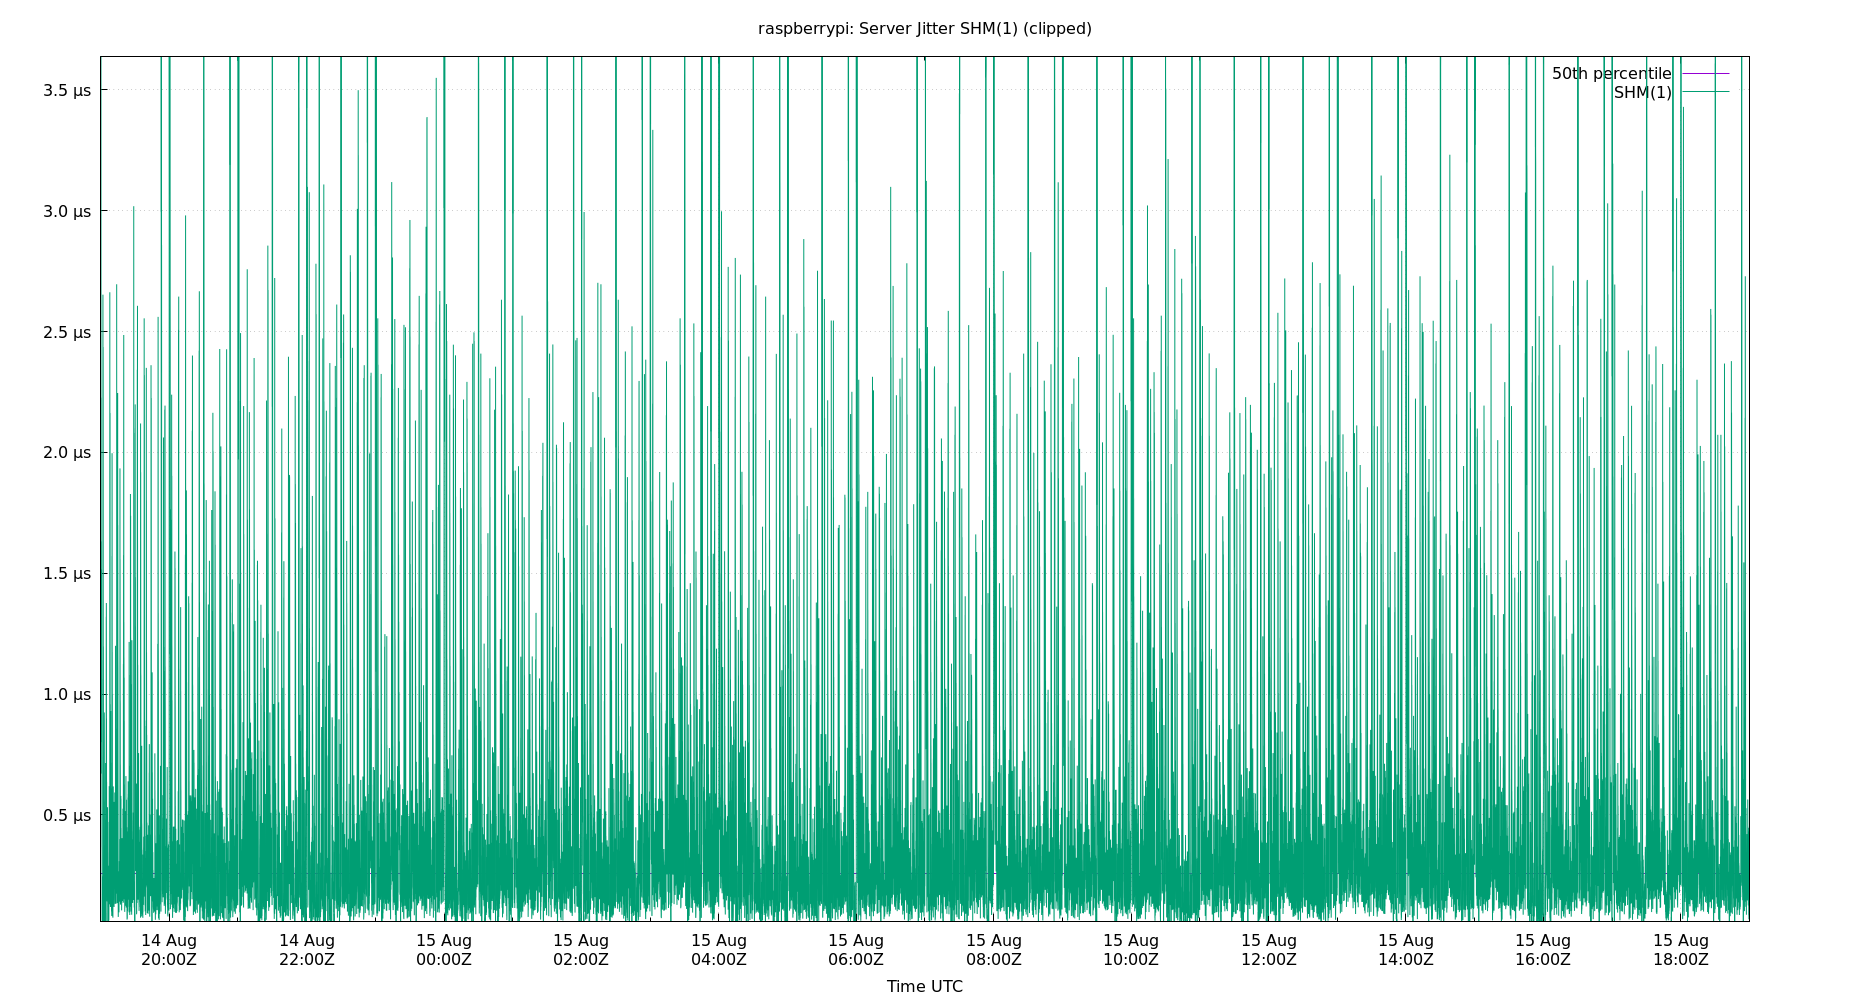 raspberrypi: Server Jitter SHM(1) (clipped)
50th percentile
SHM(1)
3.5 µs
3.0 µs
2.5 µs
2.0 µs
1.5 µs
1.0 µs
0.5 µs
14 Aug 14 Aug 15 Aug 15 Aug 15 Aug 15 Aug 15 Aug 15 Aug 15 Aug 15 Aug 15 Aug 15 Aug
20:00Z 22:00Z 00:00Z 02:00Z 04:00Z 06:00Z 08:00Z 10:00Z 12:00Z 14:00Z 16:00Z 18:00Z
Time UTC